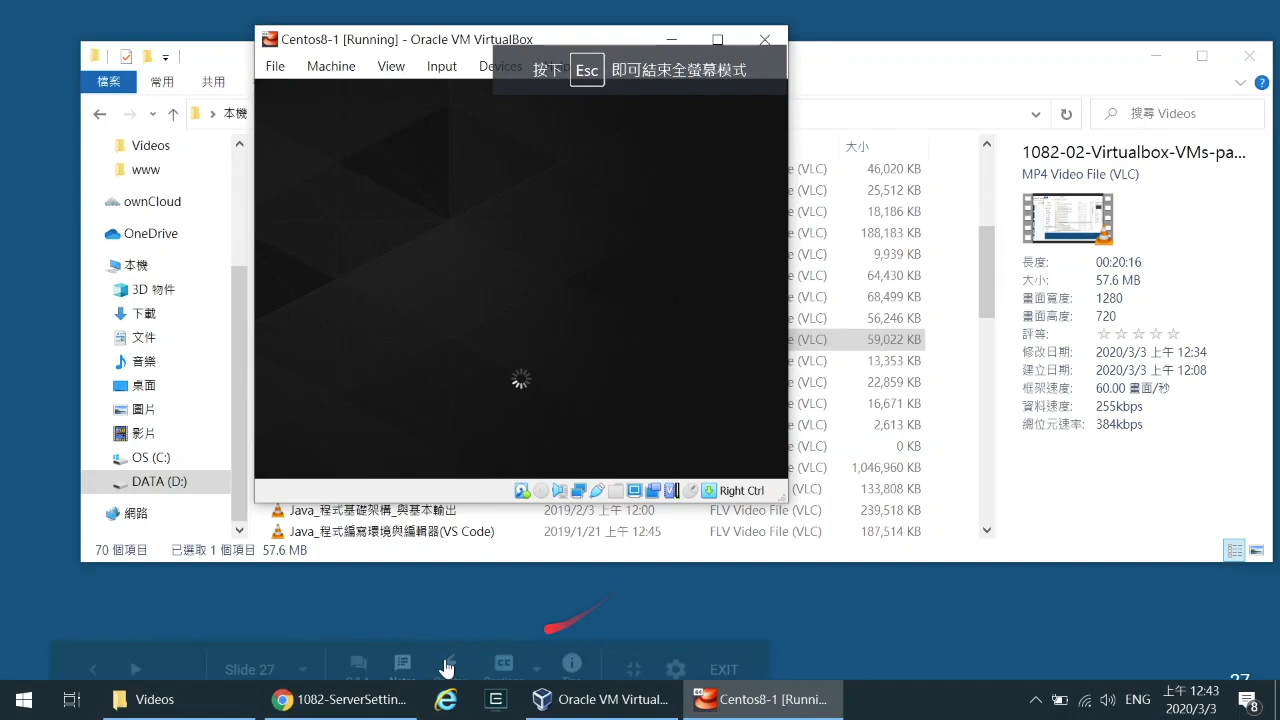 Centos8-1 [Running] - Oracle VM VirtualBox
File Machine View Input Devices
按下 Esc 即可結束全螢幕模式
檔案 常用 共用
本機
搜尋 Videos
Videos
www
ownCloud
OneDrive
本機
3D 物件
下載
文件
音樂
桌面
圖片
影片
OS (C:)
DATA (D:)
網路
大小
e (VLC) 46,020 KB
e (VLC) 25,512 KB
e (VLC) 18,186 KB
e (VLC) 188,183 KB
e (VLC) 9,939 KB
e (VLC) 64,430 KB
e (VLC) 68,499 KB
e (VLC) 56,246 KB
e (VLC) 59,022 KB
e (VLC) 13,353 KB
e (VLC) 22,859 KB
e (VLC) 16,671 KB
e (VLC) 2,613 KB
e (VLC) 0 KB
e (VLC) 1,046,960 KB
(VLC) 133,808 KB
Right Ctrl
Java_程式基礎架構_與基本輸出 2019/2/3 上午 12:00 FLV Video File (VLC) 239,518 KB
Java_程式編寫環境與編輯器(VS Code) 2019/1/21 上午 12:45 FLV Video File (VLC) 187,514 KB
1082-02-Virtualbox-VMs-pa...
MP4 Video File (VLC)
長度: 00:20:16
大小: 57.6 MB
畫面寬度: 1280
畫面高度: 720
評等:
修改日期: 2020/3/3 上午 12:34
建立日期: 2020/3/3 上午 12:08
框架速度: 60.00 畫面/秒
資料速度: 255kbps
總位元速率: 384kbps
70 個項目 已選取 1 個項目 57.6 MB
Slide 27
CC
EXIT
27
Videos
1082-ServerSettin...
Oracle VM Virtual...
Centos8-1 [Runni...
ENG
上午 12:43
2020/3/3
8